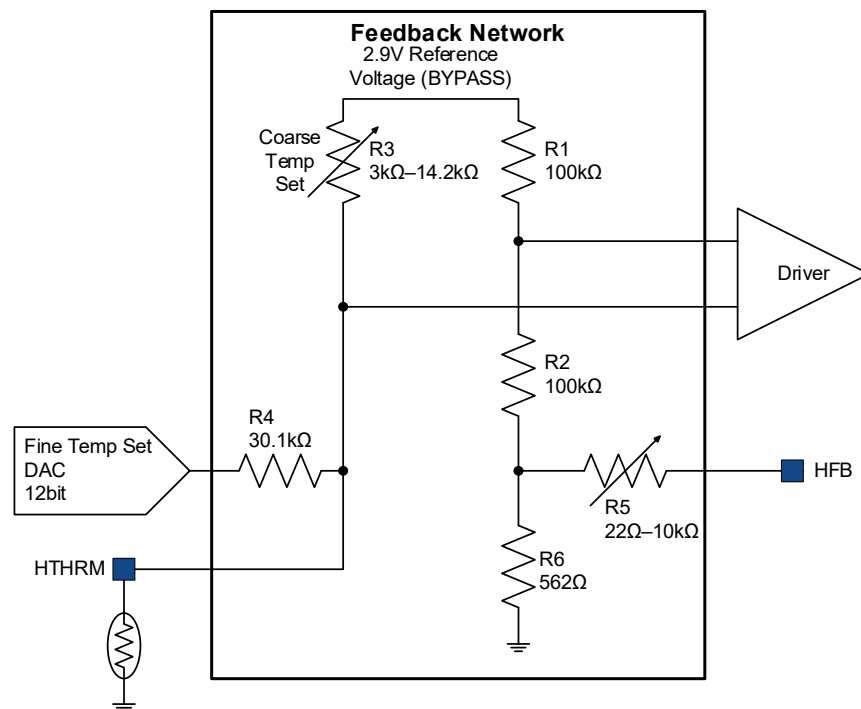 Feedback Network
2.9V Reference
Voltage (BYPASS)
Coarse
Temp
Set
R3
3kΩ–14.2kΩ
R1
100kΩ
Driver
R2
100kΩ
R4
30.1kΩ
Fine Temp Set
DAC
12bit
HFB
R5
22Ω–10kΩ
HTHRM
R6
562Ω